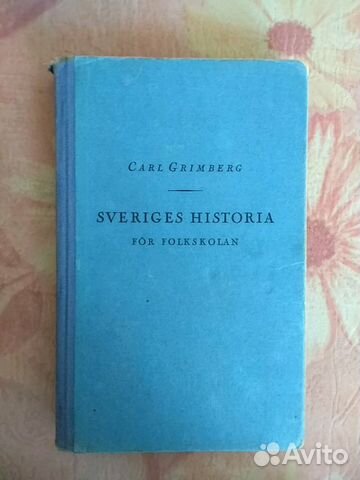 CARL GRIMBERG
SVERIGES HISTORIA
FÖR FOLKSKOLAN
Avito